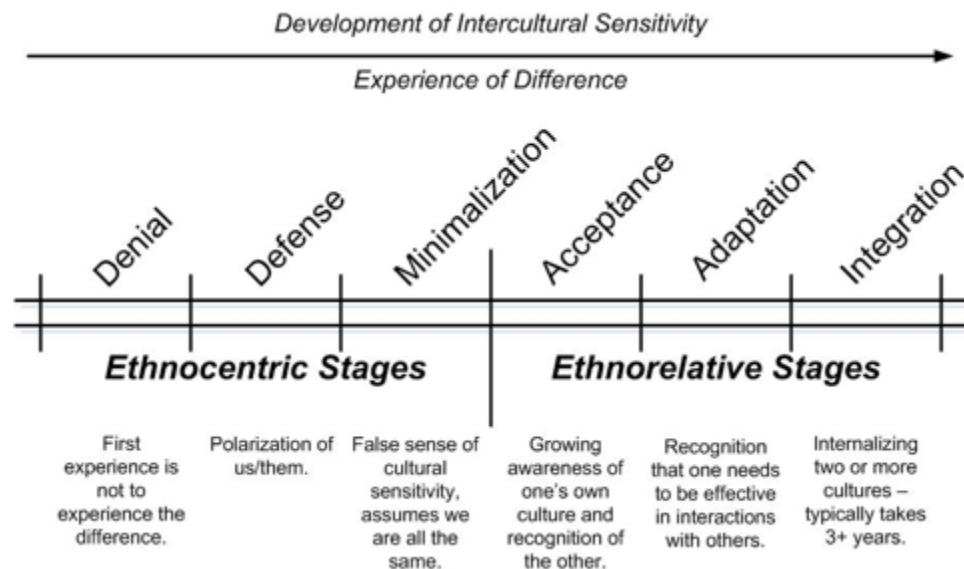 Development of Intercultural Sensitivity
Experience of Difference
Denial
Defense
Minimalization
Acceptance
Adaptation
Integration
Ethnocentric Stages
Ethnorelative Stages
First
experience is
not to
experience the
difference.
Polarization of
us/them.
False sense of
cultural
sensitivity,
assumes we
are all the
same.
Growing
awareness of
one's own
culture and
recognition of
the other.
Recognition
that one needs
to be effective
in interactions
with others.
Internalizing
two or more
cultures –
typically takes
3+ years.